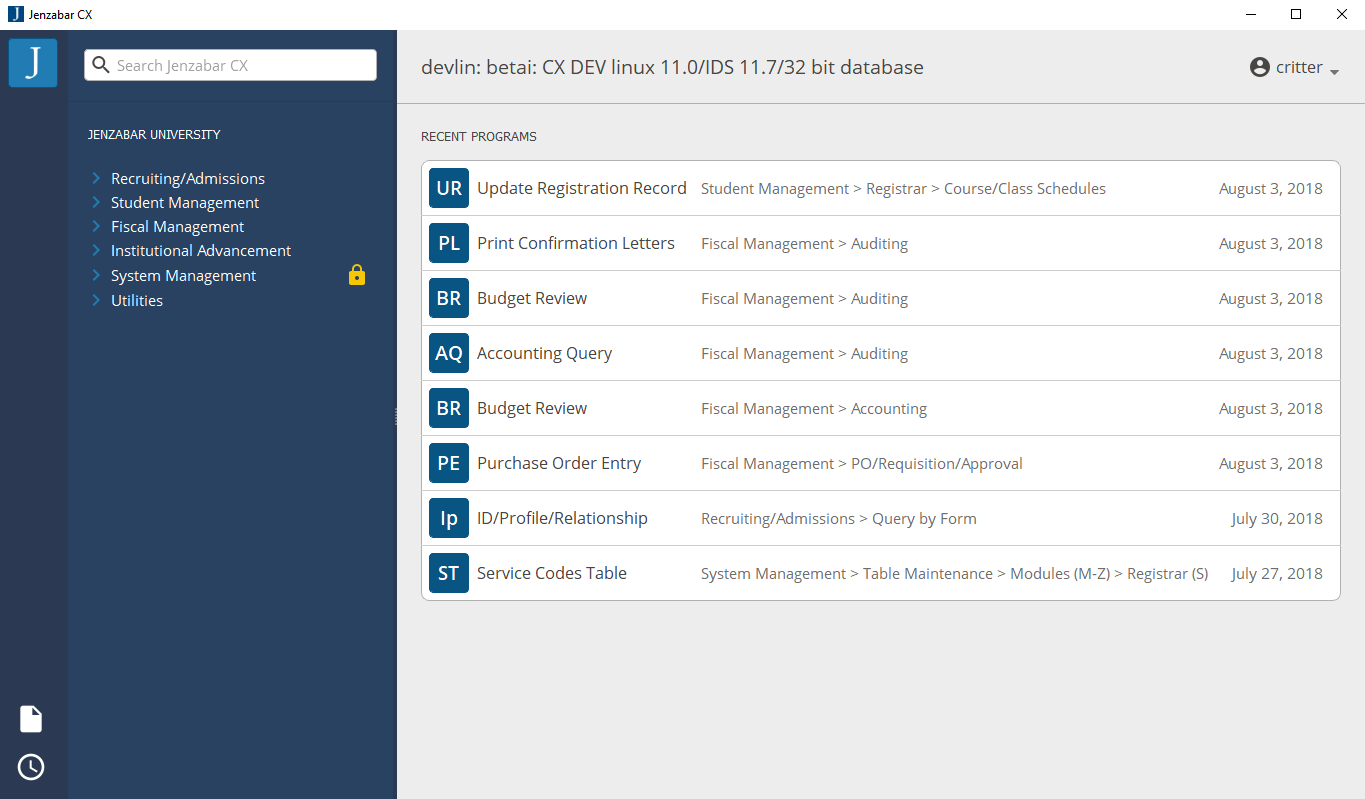 J Jenzabar CX
J
Search Jenzabar CX
devlin: betai: CX DEV linux 11.0/IDS 11.7/32 bit database
critter
JENZABAR UNIVERSITY
Recruiting/Admissions
Student Management
Fiscal Management
Institutional Advancement
System Management
Utilities
RECENT PROGRAMS
UR Update Registration Record Student Management > Registrar > Course/Class Schedules August 3, 2018
PL Print Confirmation Letters Fiscal Management > Auditing August 3, 2018
BR Budget Review Fiscal Management > Auditing August 3, 2018
AQ Accounting Query Fiscal Management > Auditing August 3, 2018
BR Budget Review Fiscal Management > Accounting August 3, 2018
PE Purchase Order Entry Fiscal Management > PO/Requisition/Approval August 3, 2018
Ip ID/Profile/Relationship Recruiting/Admissions > Query by Form July 30, 2018
ST Service Codes Table System Management > Table Maintenance > Modules (M-Z) > Registrar (S) July 27, 2018